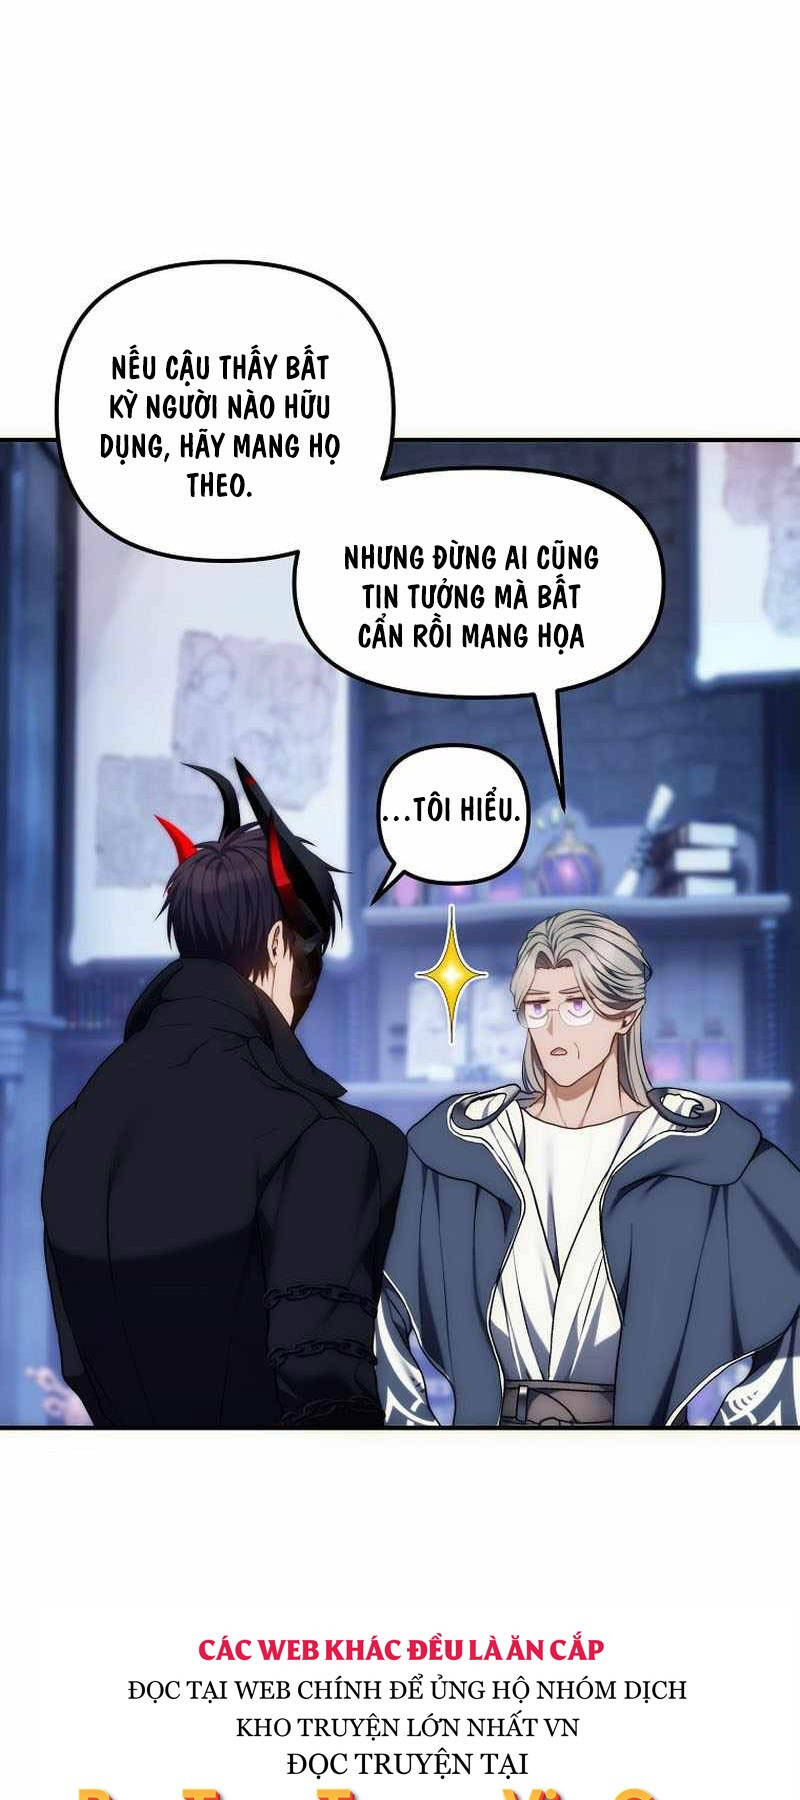 NẾU CẬU THẤY BẤT
KỲ NGƯỜI NÀO HỮU
DỤNG, HÃY MANG HỌ
THEO.
NHƯNG ĐỪNG AI CŨNG
TIN TƯỞNG MÀ BẤT
CẨN RỒI MANG HỌA
...TÔI HIỂU.
CÁC WEB KHÁC ĐỀU LÀ ĂN CẮP
ĐỌC TẠI WEB CHÍNH ĐỂ ỦNG HỘ NHÓM DỊCH
KHO TRUYỆN LỚN NHẤT VN
ĐỌC TRUYỆN TẠI